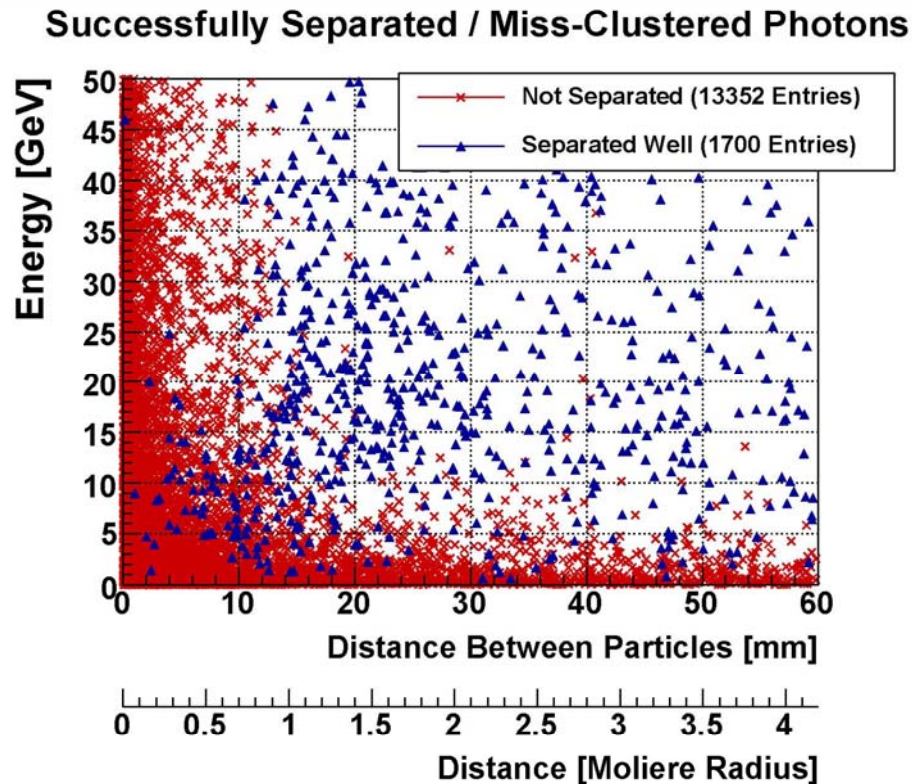 Successfully Separated / Miss-Clustered Photons
Energy [GeV]
50
45
40
35
30
25
20
15
10
5
0
Not Separated (13352 Entries)
Separated Well (1700 Entries)
0 10 20 30 40 50 60
Distance Between Particles [mm]
0 0.5 1 1.5 2 2.5 3 3.5 4
Distance [Moliere Radius]